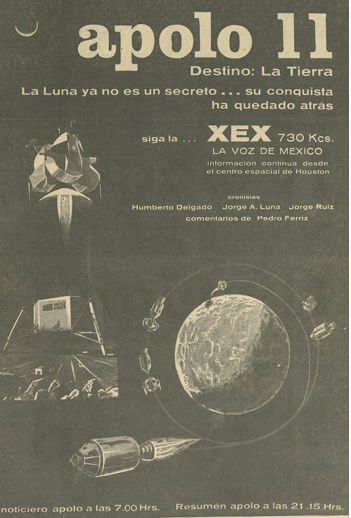 apolo 11
Destino: La Tierra
La Luna ya no es un secreto ... su conquista
ha quedado atrás
siga la ... XEX 730 Kcs.
LA VOZ DE MEXICO
informacion continua desde
el centro espacial de Houston
cronistas
Humberto Delgado Jorge A. Luna Jorge Ruiz
comentarios de Pedro Ferriz
noticiero apolo a las 7.00 Hrs. Resumén apolo a las 21.15 Hrs.